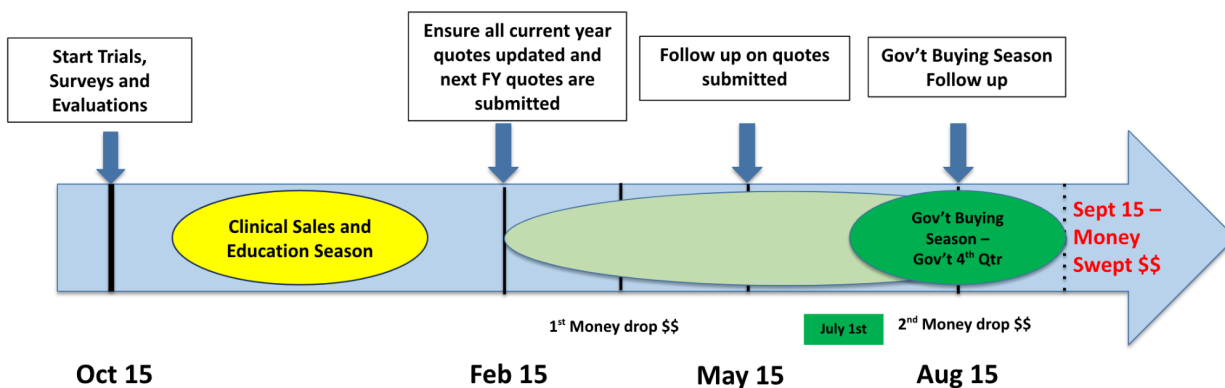 Start Trials,
Surveys and
Evaluations
Ensure all current year
quotes updated and
next FY quotes are
submitted
Follow up on quotes
submitted
Gov't Buying Season
Follow up
Clinical Sales and
Education Season
Gov't Buying
Season –
Gov't 4th Qtr
Sept 15 –
Money
Swept $$
1st Money drop $$
July 1st
2nd Money drop $$
Oct 15
Feb 15
May 15
Aug 15